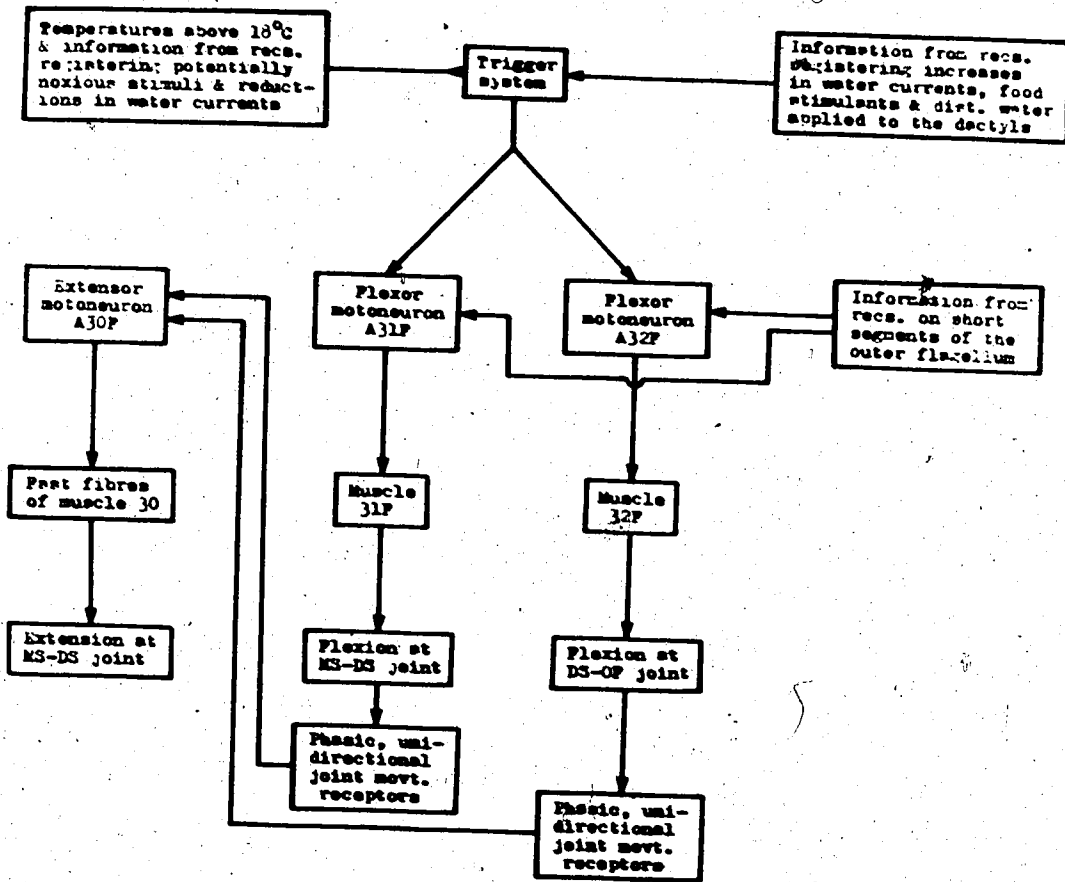 Temperatures above 18°C
& information from recs.
registering potentially
noxious stimuli & reduct-
ions in water currents
Trigger
system
Information from recs.
registering increases
in water currents, food
stimulants & dist. water
applied to the dactyls
Extensor
motoneuron
A30F
Flexor
motoneuron
A31F
Flexor
motoneuron
A32F
Information from
recs. on short
segments of the
outer flagellum
Fast fibres
of muscle 30
Muscle
31F
Muscle
32F
Extension at
MS-DS joint
Flexion at
MS-DS joint
Flexion at
DS-OF joint
Phasic, uni-
directional
joint movt.
receptors
Phasic, uni-
directional
joint movt.
receptors